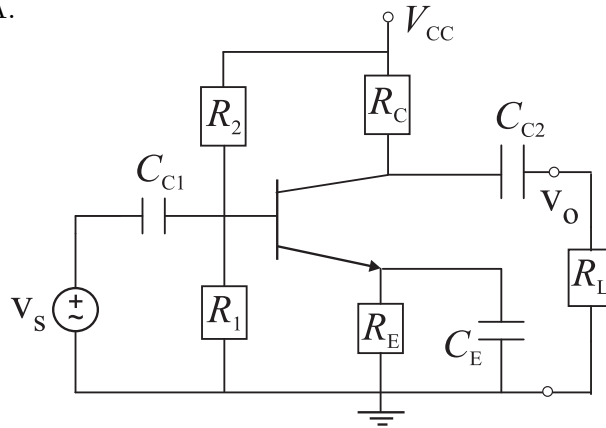 A.
V_CC
R_2
R_C
C_C2
C_C1
v_o
R_L
v_s
+
~
R_1
R_E
C_E